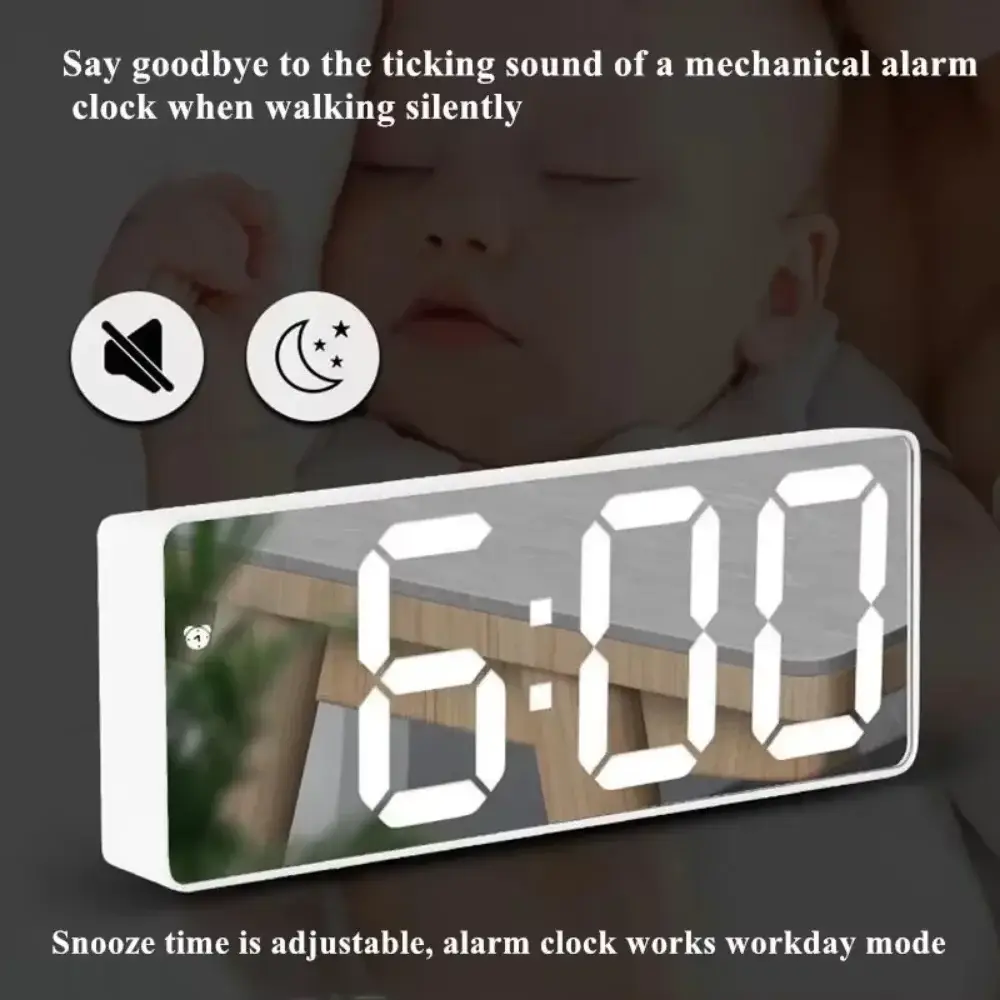 Say goodbye to the ticking sound of a mechanical alarm
clock when walking silently
6:00
Snooze time is adjustable, alarm clock works workday mode